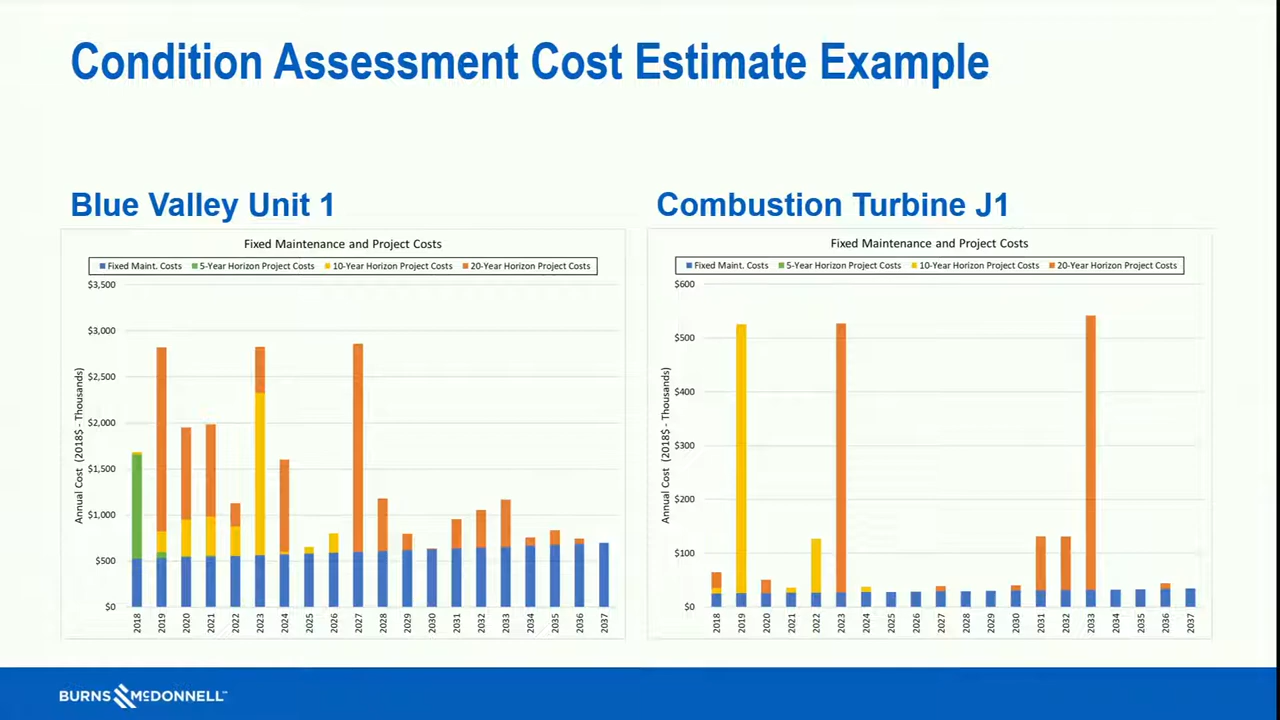 Condition Assessment Cost Estimate Example
Blue Valley Unit 1
Fixed Maintenance and Project Costs
Fixed Maint. Costs 5-Year Horizon Project Costs 10-Year Horizon Project Costs 20-Year Horizon Project Costs
Annual Cost (2018$ - Thousands)
$3,500
$3,000
$2,500
$2,000
$1,500
$1,000
$500
$0
2018 2019 2020 2021 2022 2023 2024 2025 2026 2027 2028 2029 2030 2031 2032 2033 2034 2035 2036 2037
Combustion Turbine J1
Fixed Maintenance and Project Costs
Fixed Maint. Costs 5-Year Horizon Project Costs 10-Year Horizon Project Costs 20-Year Horizon Project Costs
Annual Cost (2018$ - Thousands)
$600
$500
$400
$300
$200
$100
$0
2018 2019 2020 2021 2022 2023 2024 2025 2026 2027 2028 2029 2030 2031 2032 2033 2034 2035 2036 2037
BURNS MCDONNELL